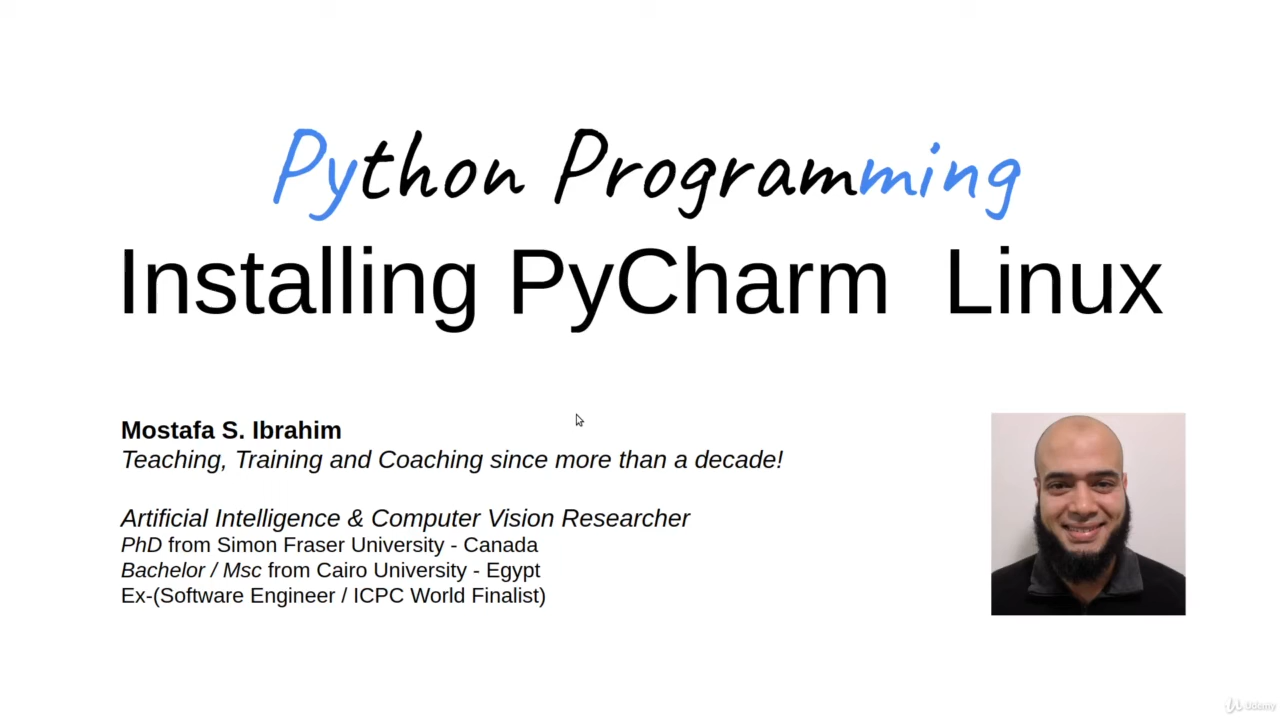 Python Programming
Installing PyCharm Linux
Mostafa S. Ibrahim
Teaching, Training and Coaching since more than a decade!
Artificial Intelligence & Computer Vision Researcher
PhD from Simon Fraser University - Canada
Bachelor / Msc from Cairo University - Egypt
Ex-(Software Engineer / ICPC World Finalist)
Udemy